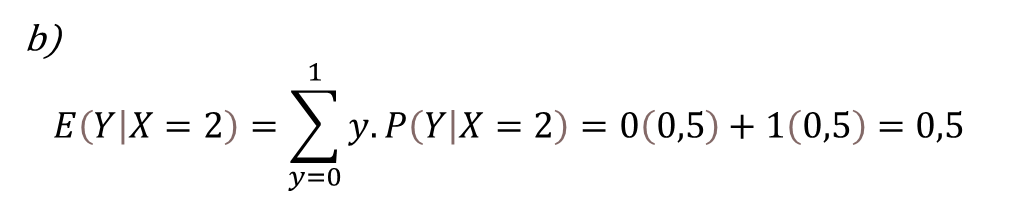 b)
E(Y|X = 2) = ∑_{y=0}^{1} y. P(Y|X = 2) = 0(0,5) + 1(0,5) = 0,5